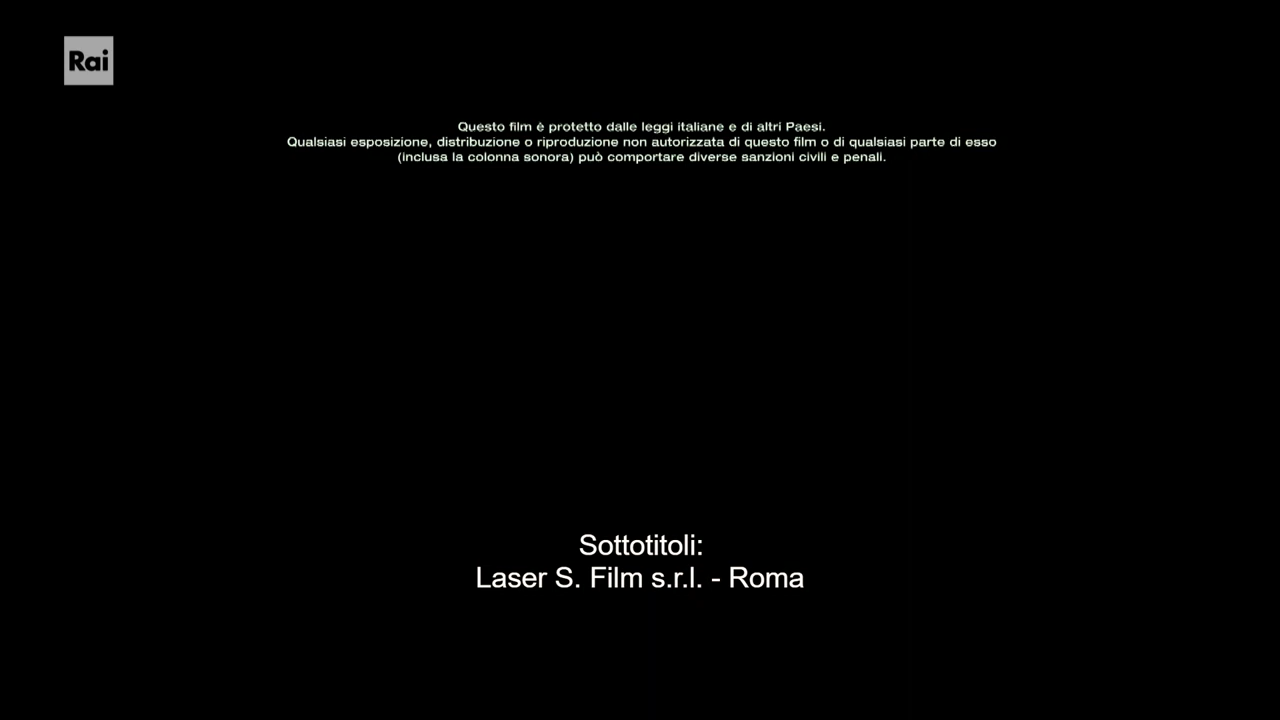 Rai
Questo film è protetto dalle leggi italiane e di altri Paesi.
Qualsiasi esposizione, distribuzione o riproduzione non autorizzata di questo film o di qualsiasi parte di esso
(inclusa la colonna sonora) può comportare diverse sanzioni civili e penali.
Sottotitoli:
Laser S. Film s.r.l. - Roma